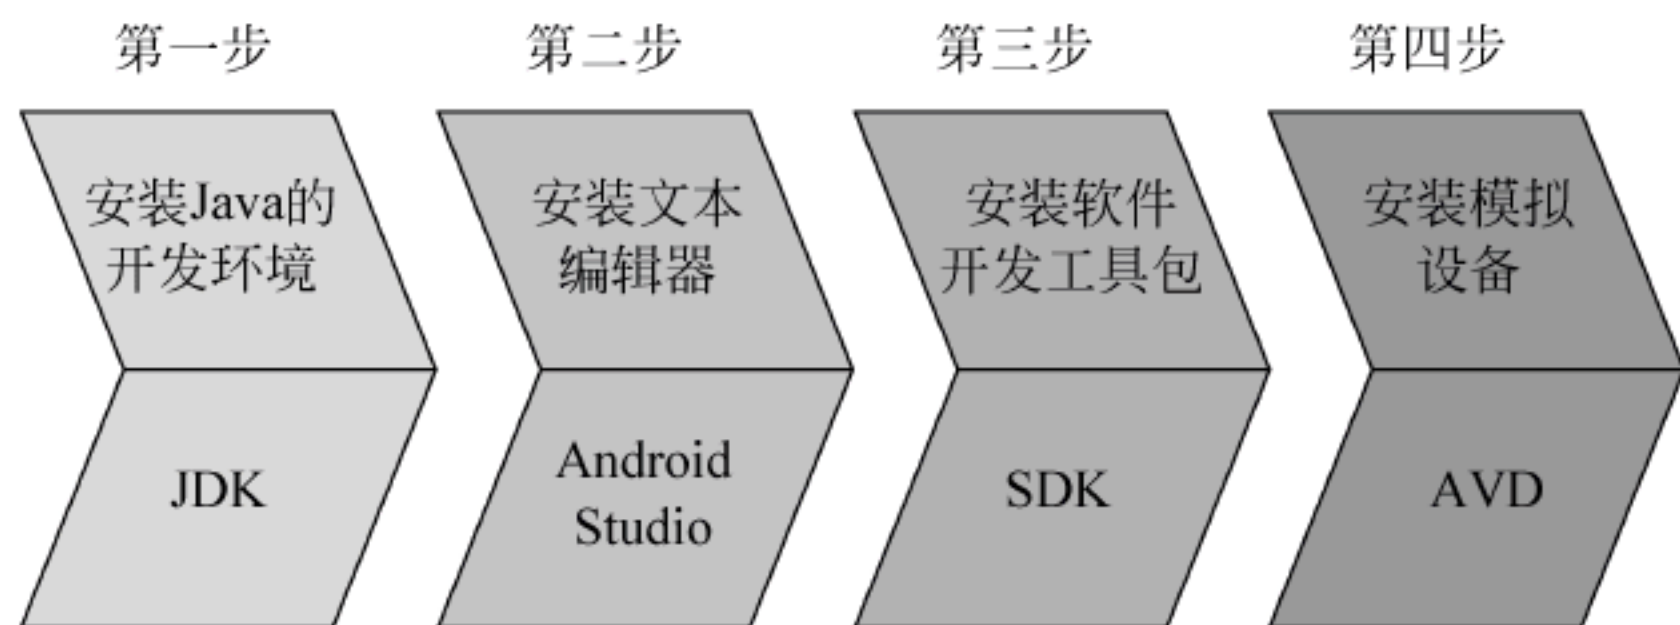 第一步
第二步
第三步
第四步
安装Java的
开发环境
安装文本
编辑器
安装软件
开发工具包
安装模拟
设备
JDK
Android
Studio
SDK
AVD